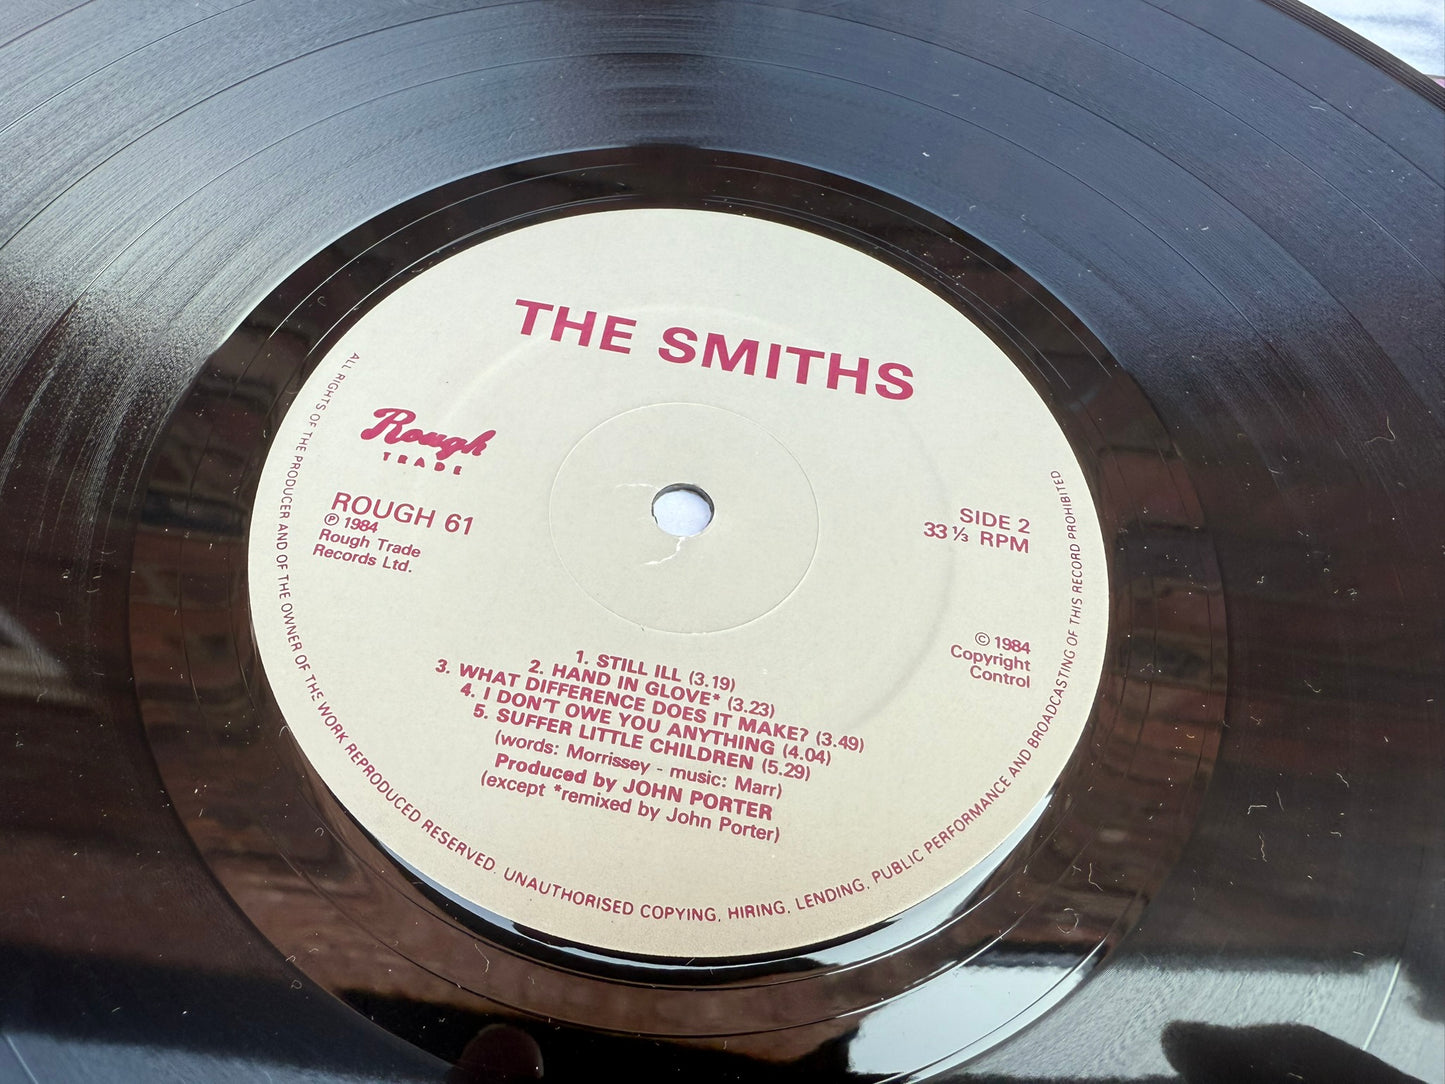 THE SMITHS
Rough
TRADE
ROUGH 61
℗ 1984
Rough Trade
Records Ltd.
SIDE 2
33 ⅓ RPM
© 1984
Copyright
Control
1. STILL ILL (3.19)
2. HAND IN GLOVE* (3.23)
3. WHAT DIFFERENCE DOES IT MAKE? (3.49)
4. I DON'T OWE YOU ANYTHING (4.04)
5. SUFFER LITTLE CHILDREN (5.29)
(words: Morrissey - music: Marr)
Produced by JOHN PORTER
(except *remixed by John Porter)
ALL RIGHTS OF THE PRODUCER AND OF THE OWNER OF THE WORK REPRODUCED RESERVED. UNAUTHORISED COPYING, HIRING, LENDING, PUBLIC PERFORMANCE AND BROADCASTING OF THIS RECORD PROHIBITED